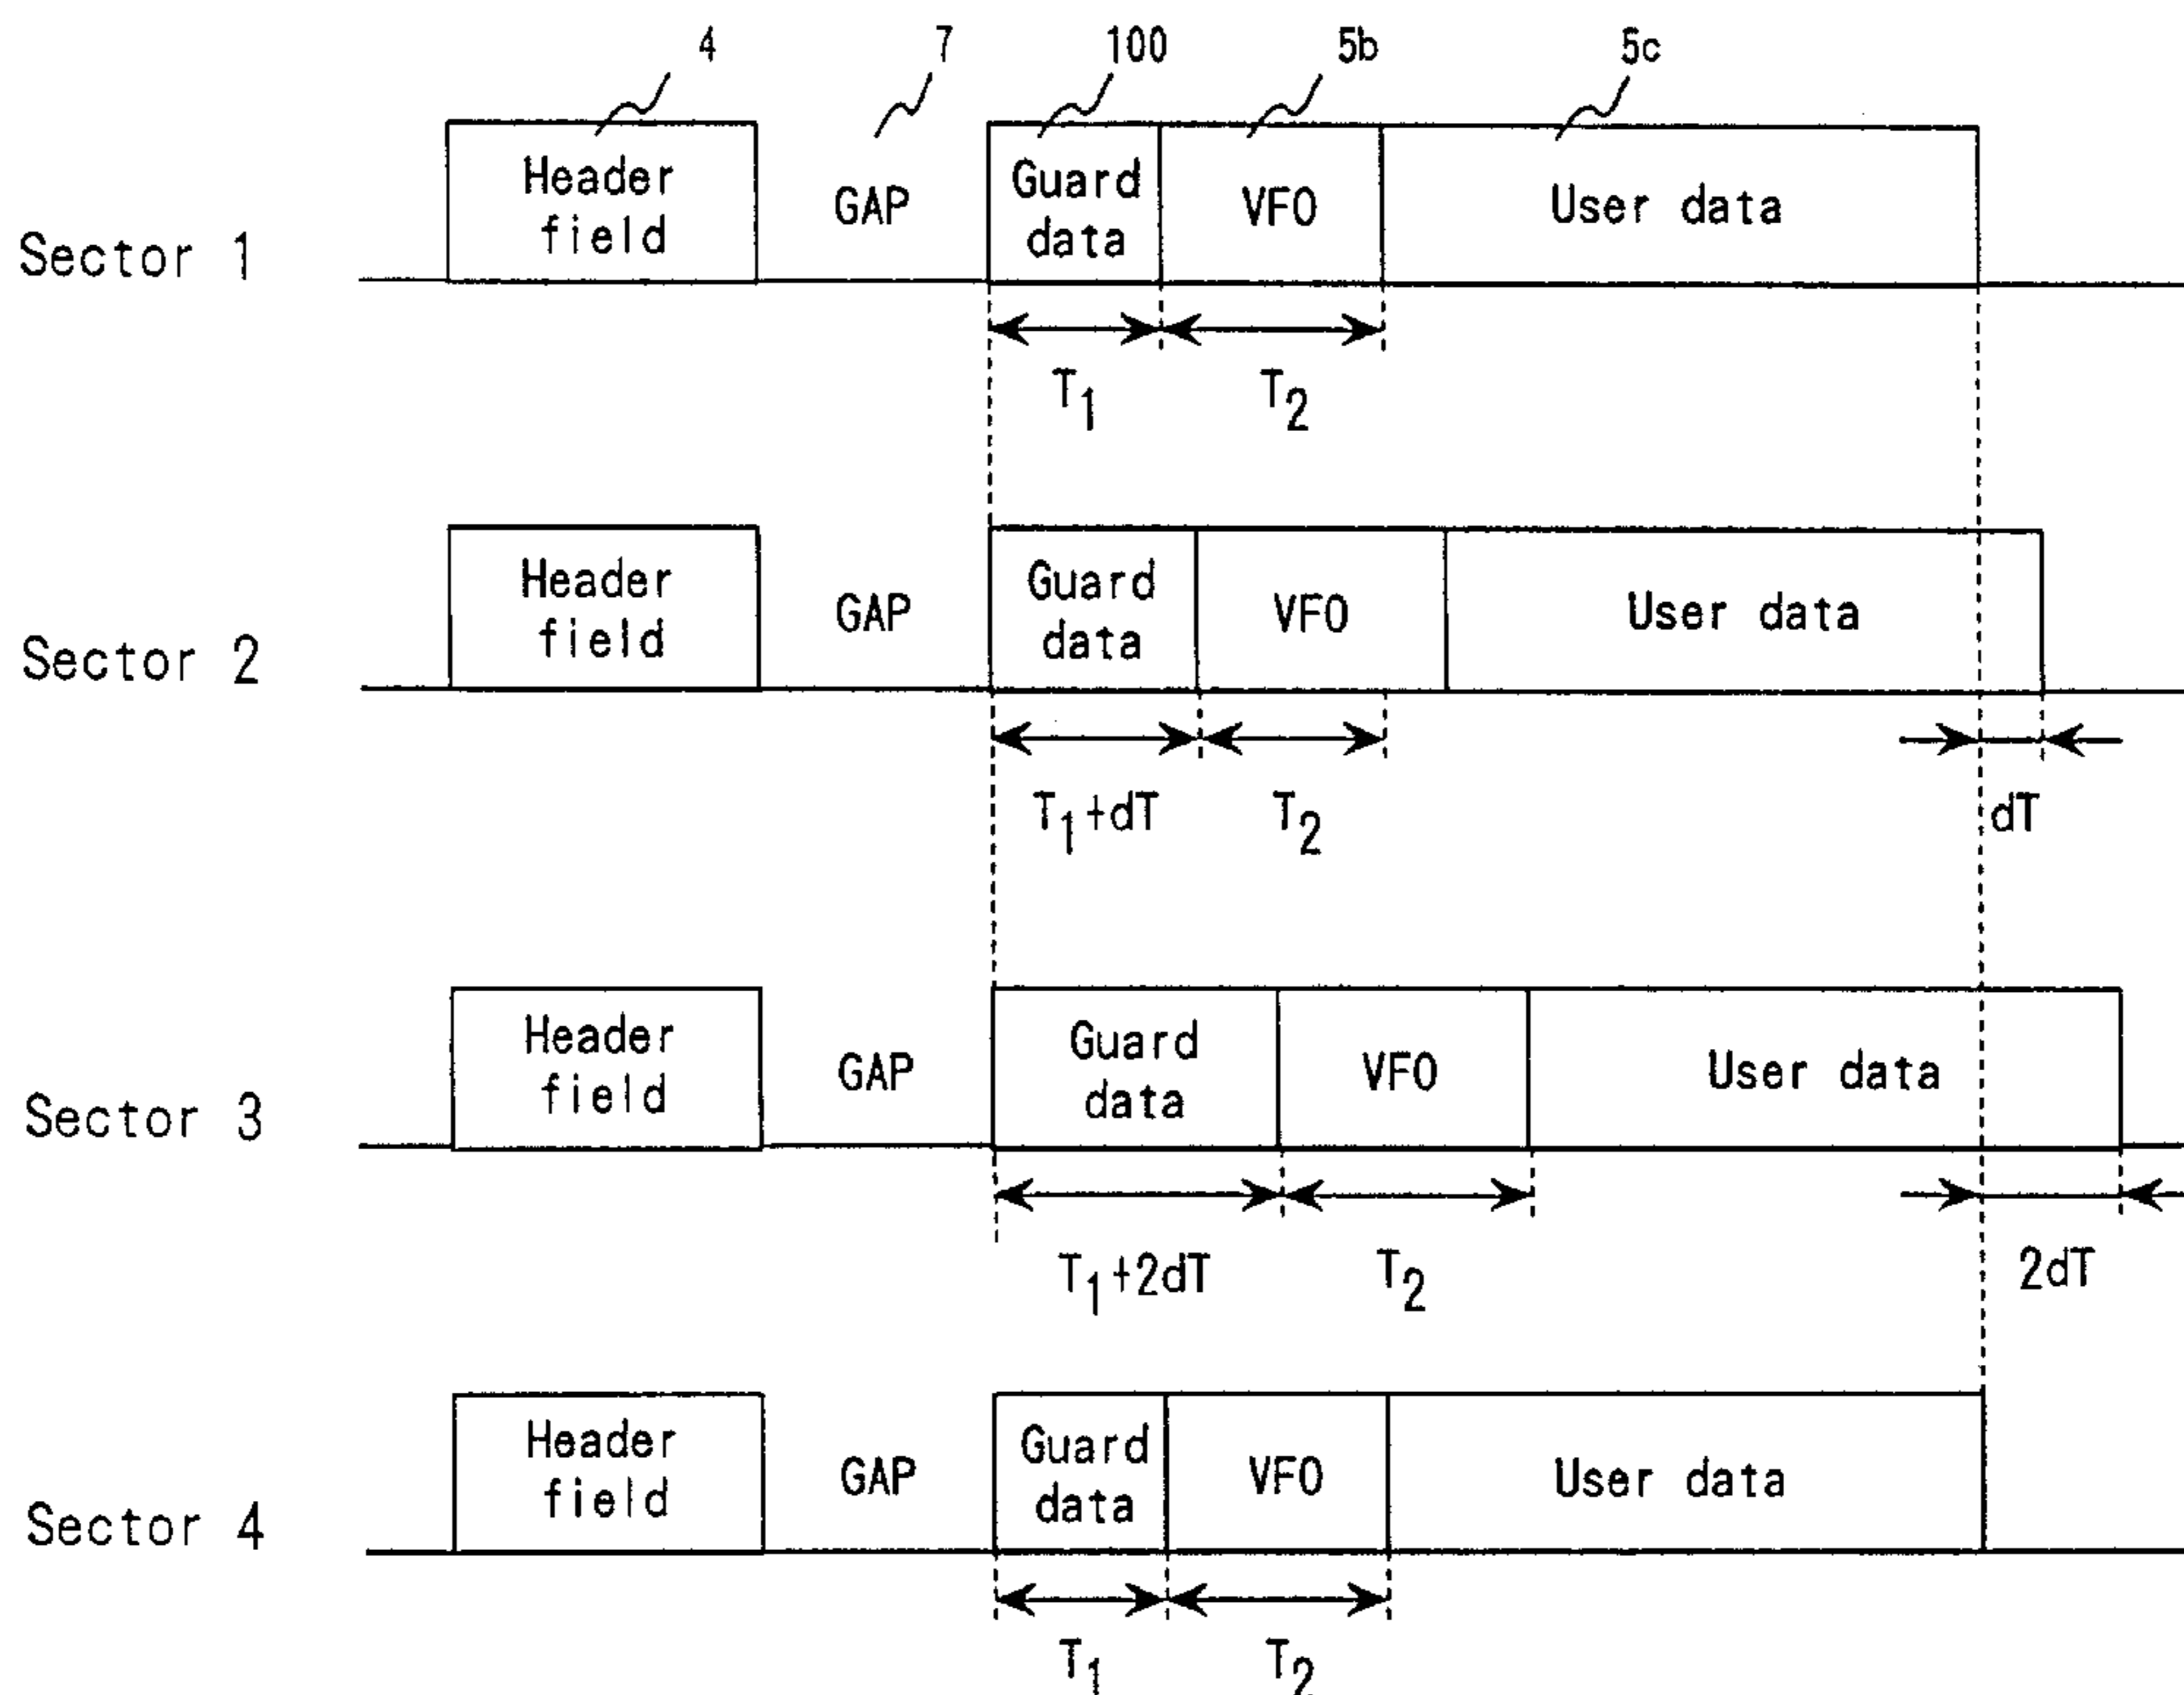 4
7
100
5b
5c
Sector 1
Header
field
GAP
Guard
data
VFO
User data
T1
T2
Sector 2
Header
field
GAP
Guard
data
VFO
User data
T1+dT
T2
dT
Sector 3
Header
field
GAP
Guard
data
VFO
User data
T1+2dT
T2
2dT
Sector 4
Header
field
GAP
Guard
data
VFO
User data
T1
T2